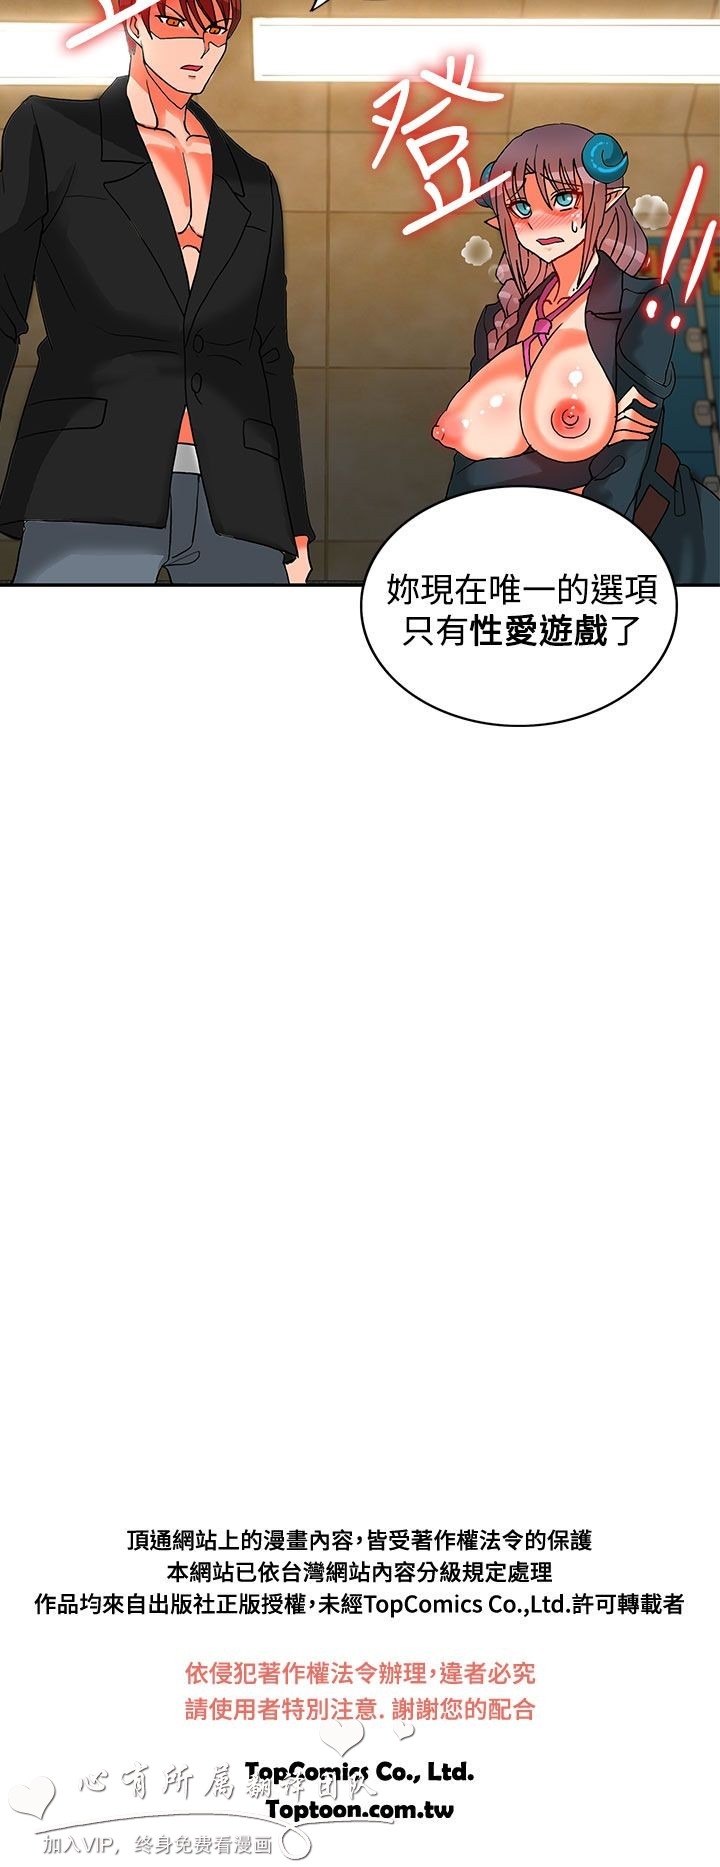 登
!!
妳現在唯一的選項
只有性愛遊戲了
頂通網站上的漫畫內容，皆受著作權法令的保護
本網站已依台灣網站內容分級規定處理
作品均來自出版社正版授權，未經TopComics Co.,Ltd.許可轉載者
依侵犯著作權法令辦理，違者必究
請使用者特別注意. 謝謝您的配合
TopComics Co., Ltd.
心有所属翻译团队
Toptoon.com.tw
加入VIP，终身免费看漫画